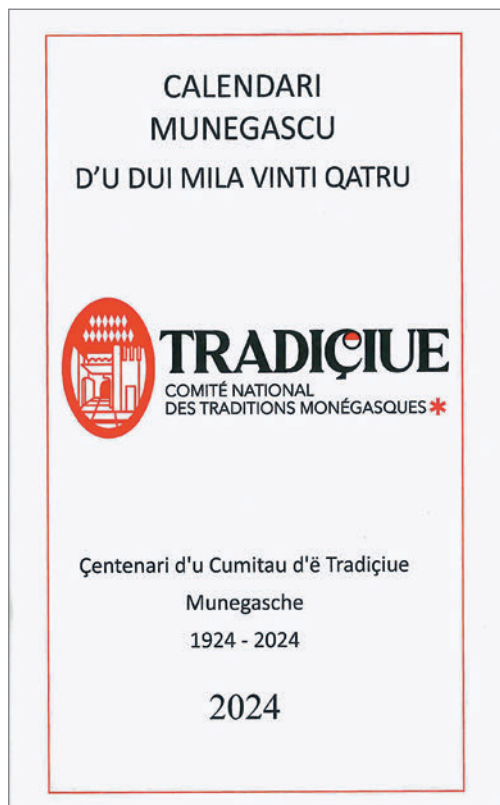 CALENDARI
MUNEGASCU
D'U DUI MILA VINTI QATRU
TRADIÇIUE
COMITÉ NATIONAL
DES TRADITIONS MONÉGASQUES*
Çentenari d'u Cumitau d'ë Tradiçiue
Munegasche
1924 - 2024
2024